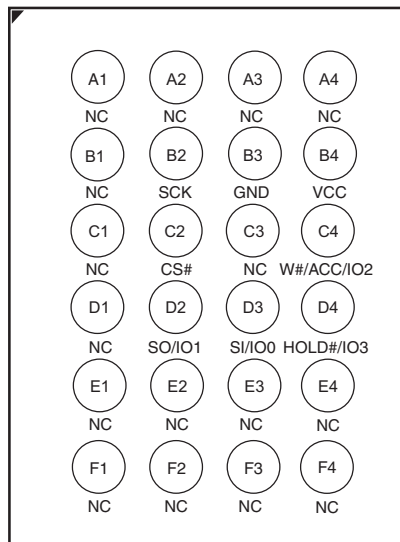 A1 A2 A3 A4
NC NC NC NC
B1 B2 B3 B4
NC SCK GND VCC
C1 C2 C3 C4
NC CS# NC W#/ACC/IO2
D1 D2 D3 D4
NC SO/IO1 SI/IO0 HOLD#/IO3
E1 E2 E3 E4
NC NC NC NC
F1 F2 F3 F4
NC NC NC NC